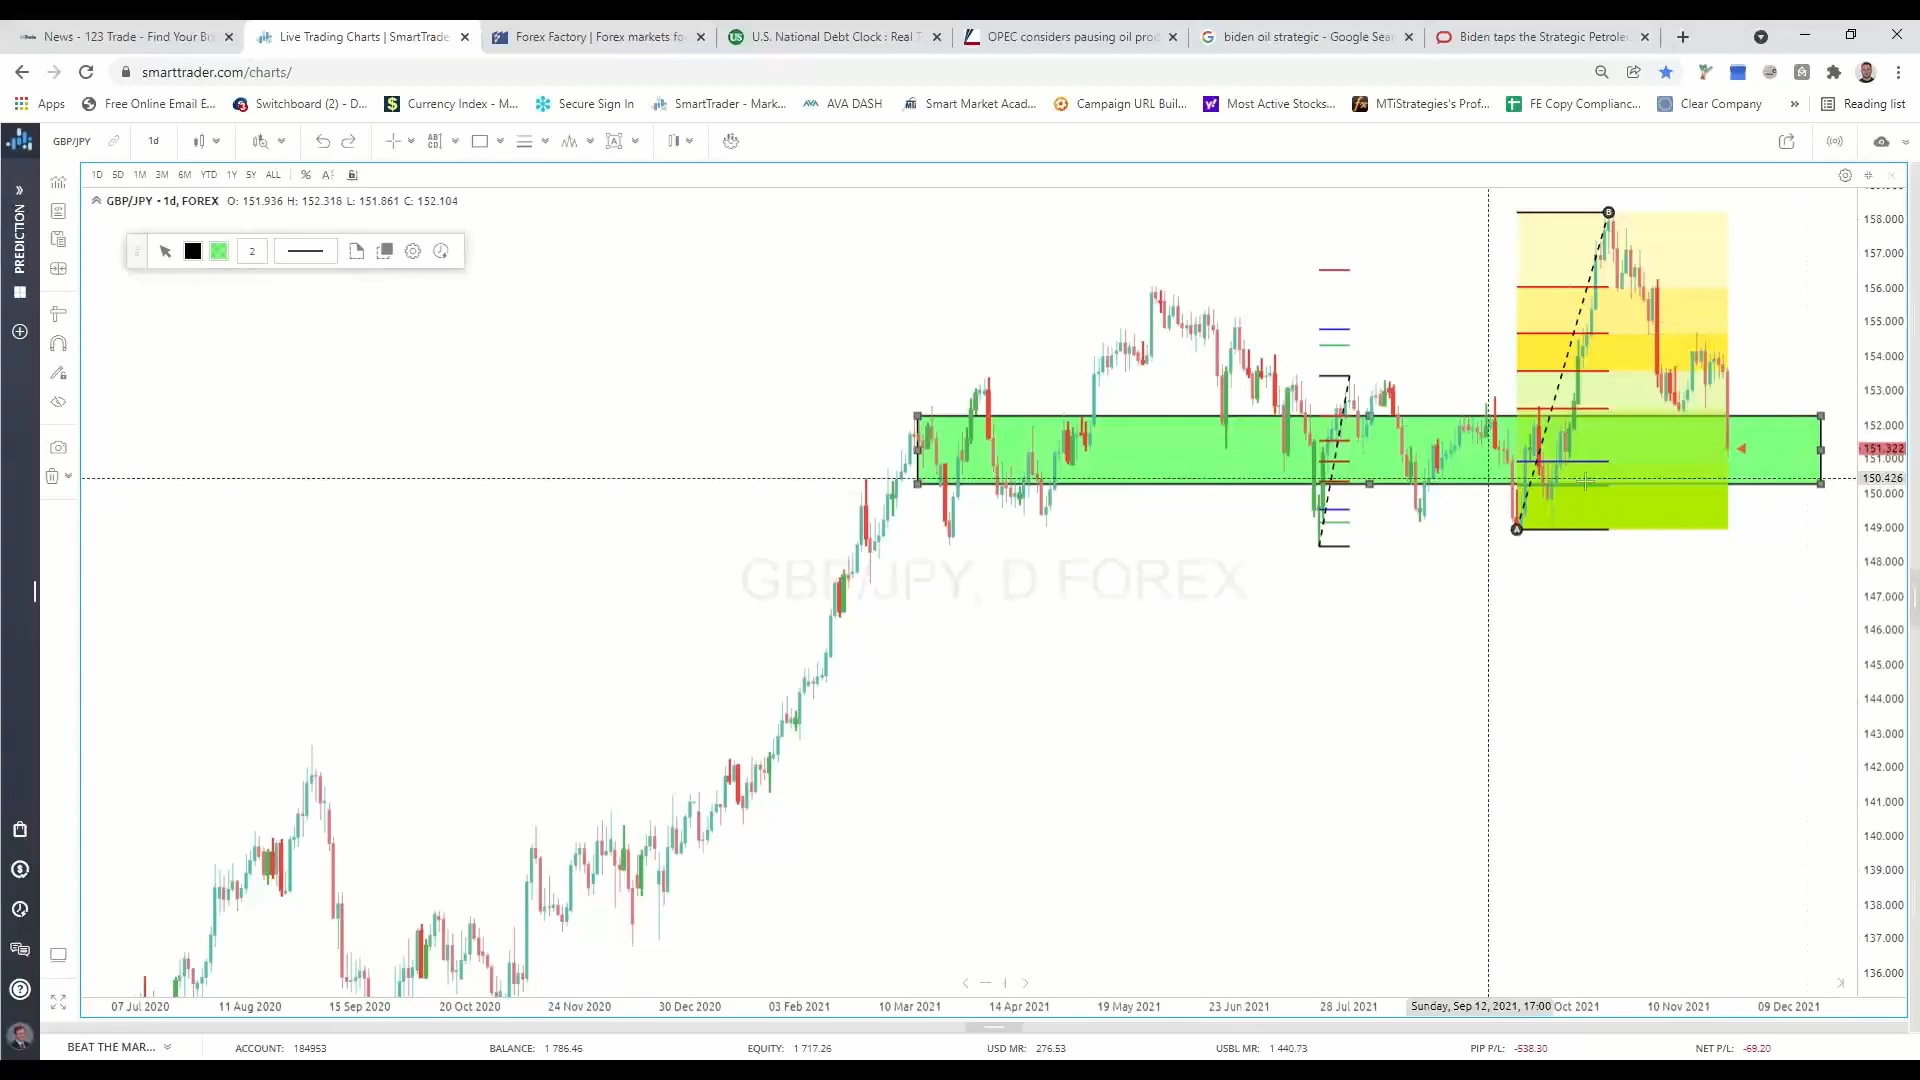 News - 123 Trade - Find Your Br
Live Trading Charts | SmartTrade
Forex Factory | Forex markets fo
U.S. National Debt Clock : Real T
OPEC considers pausing oil prod
biden oil strategic - Google Sear
Biden taps the Strategic Petrole
smarttrader.com/charts/
Apps
Free Online Email E...
Switchboard (2) - D...
Currency Index - M...
Secure Sign In
SmartTrader - Mark...
AVA DASH
Smart Market Acad...
Campaign URL Buil...
Most Active Stocks...
MTiStrategies's Prof...
FE Copy Complianc...
Clear Company
»
Reading list
GBP/JPY
1d
1D 5D 1M 3M 6M YTD 1Y 5Y ALL %
GBP/JPY - 1d, FOREX O: 151.936 H: 152.318 L: 151.861 C: 152.104
PREDICTION
2
B
A
GBP/JPY, D FOREX
158.000
157.000
156.000
155.000
154.000
153.000
152.000
151.322
151.000
150.426
150.000
149.000
148.000
147.000
146.000
145.000
144.000
143.000
142.000
141.000
140.000
139.000
138.000
137.000
136.000
07 Jul 2020
11 Aug 2020
15 Sep 2020
20 Oct 2020
24 Nov 2020
30 Dec 2020
03 Feb 2021
10 Mar 2021
14 Apr 2021
19 May 2021
23 Jun 2021
28 Jul 2021
Sunday, Sep 12, 2021, 17:00
Oct 2021
10 Nov 2021
09 Dec 2021
BEAT THE MAR...
ACCOUNT: 184953
BALANCE: 1 786.46
EQUITY: 1 717.26
USD MR: 276.53
USBL MR: 1 440.73
PIP P/L: -538.30
NET P/L: -69.20